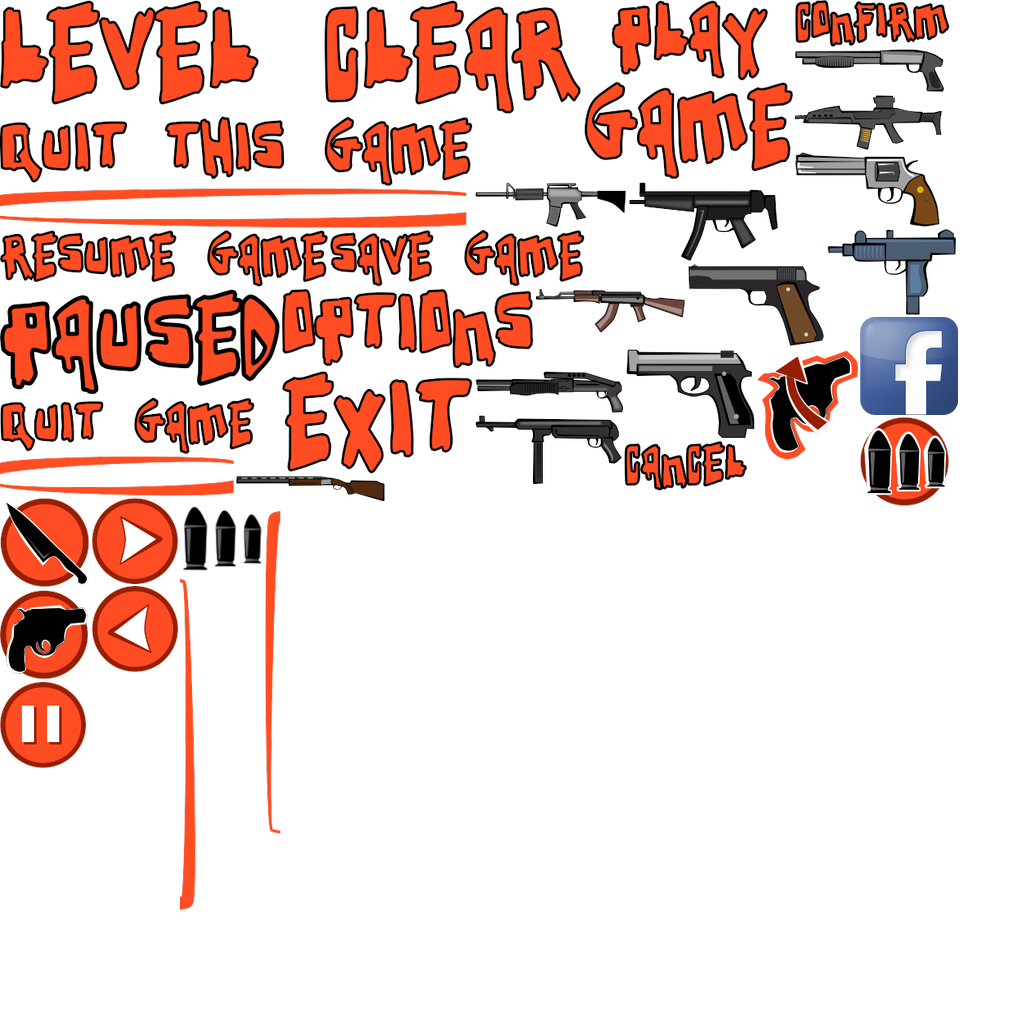 LEVEL CLEAR
PLAY
GAME
CONFIRM
QUIT THIS GAME
RESUME GAME
SAVE GAME
PAUSED
OPTIONS
QUIT GAME
EXIT
CANCEL
f